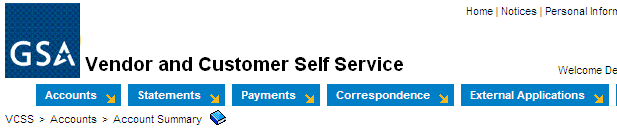 Home | Notices | Personal Inform
GSA
Vendor and Customer Self Service
Welcome De
Accounts Statements Payments Correspondence External Applications
VCSS > Accounts > Account Summary